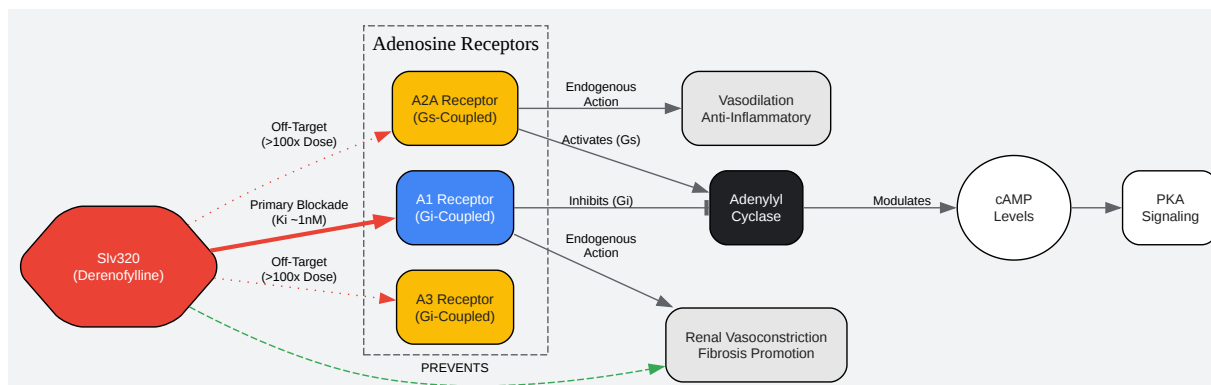 Adenosine Receptors
A2A Receptor
(Gs-Coupled)
Endogenous
Action
Vasodilation
Anti-Inflammatory
Off-Target
(>100x Dose)
Activates (Gs)
Primary Blockade
(Ki ~1nM)
A1 Receptor
(Gi-Coupled)
Inhibits (Gi)
Adenylyl
Cyclase
Modulates
cAMP
Levels
PKA
Signaling
Slv320
(Derenofylline)
Off-Target
(>100x Dose)
Endogenous
Action
A3 Receptor
(Gi-Coupled)
Renal Vasoconstriction
Fibrosis Promotion
PREVENTS